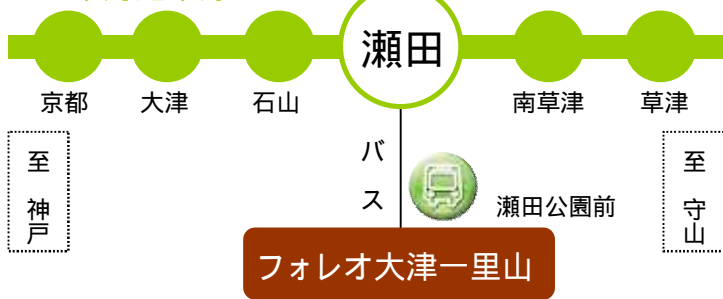 瀬田
京都
大津
石山
南草津
草津
至 神戸
バス
瀬田公園前
至 守山
フォレオ大津一里山